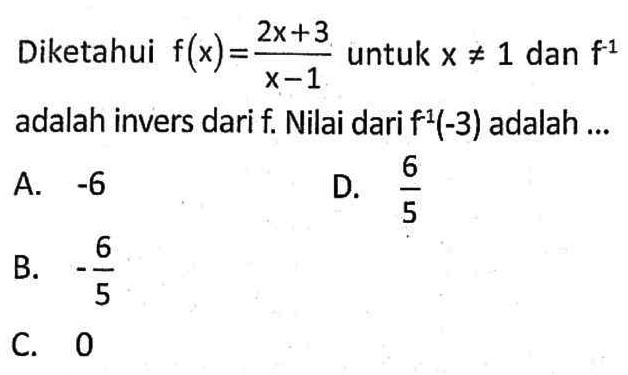 Diketahui f(x)=\frac{2x+3}{x-1} untuk x ≠ 1 dan f⁻¹
adalah invers dari f. Nilai dari f⁻¹(-3) adalah ...
A. -6
D. \frac{6}{5}
B. -\frac{6}{5}
C. 0